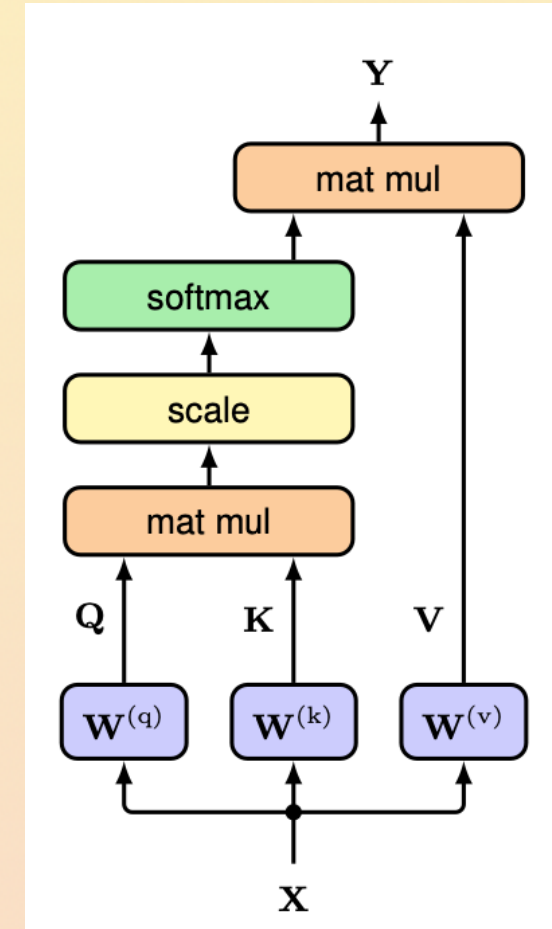 Y
mat mul
softmax
scale
mat mul
Q K V
W^(q) W^(k) W^(v)
X